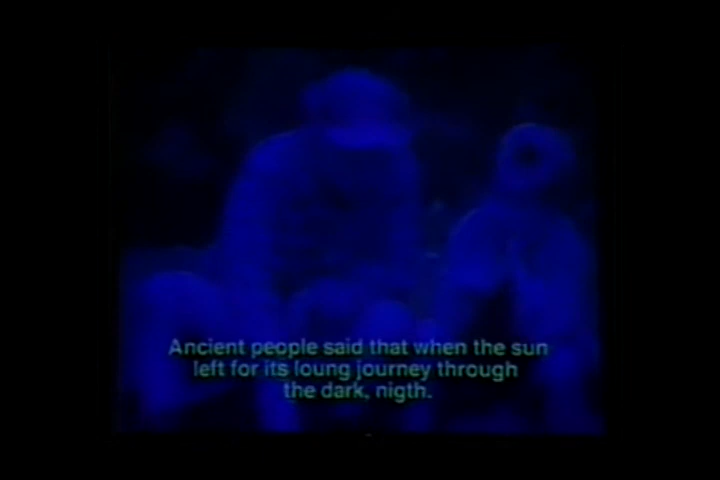 Ancient people said that when the sun
left for its loung journey through
the dark, nigth.